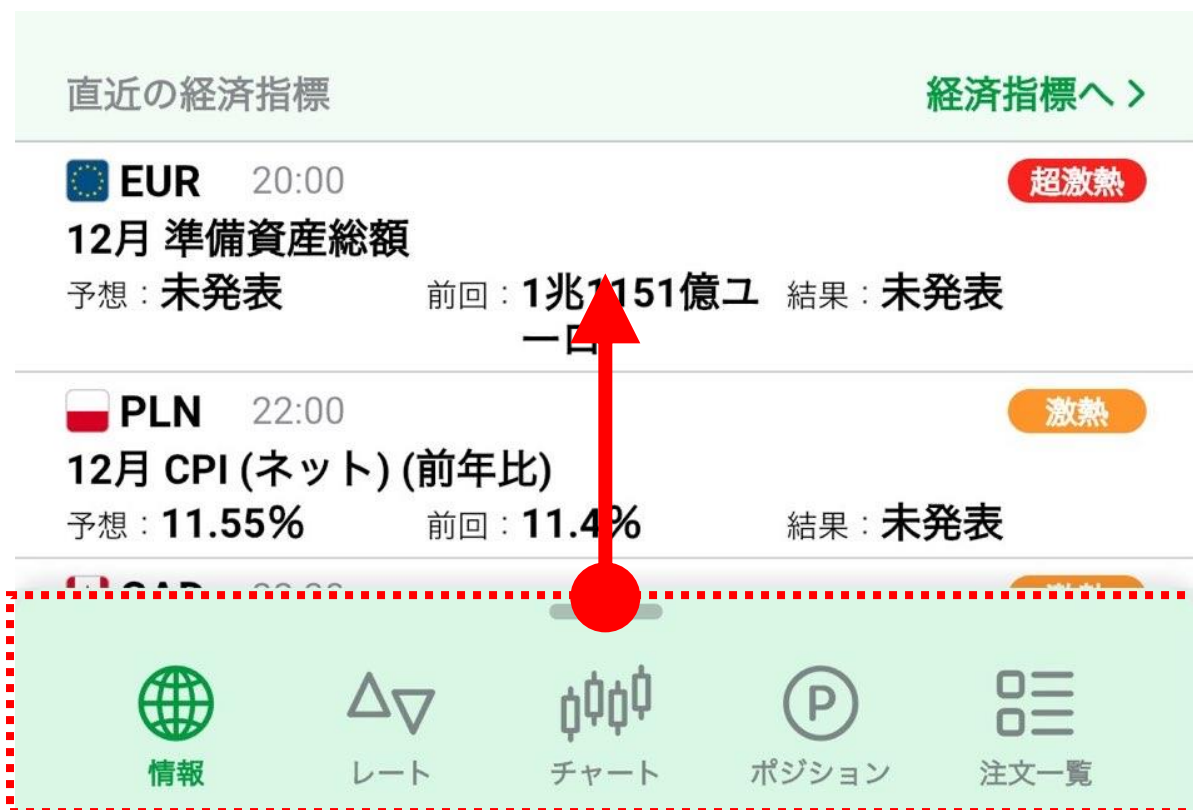 直近の経済指標 経済指標へ >
EUR 20:00 超激熱
12月 準備資産総額
予想：未発表 前回：1兆1151億ユ 結果：未発表
ーロ
PLN 22:00 激熱
12月 CPI (ネット) (前年比)
予想：11.55% 前回：11.4% 結果：未発表
情報 レート チャート ポジション 注文一覧
P